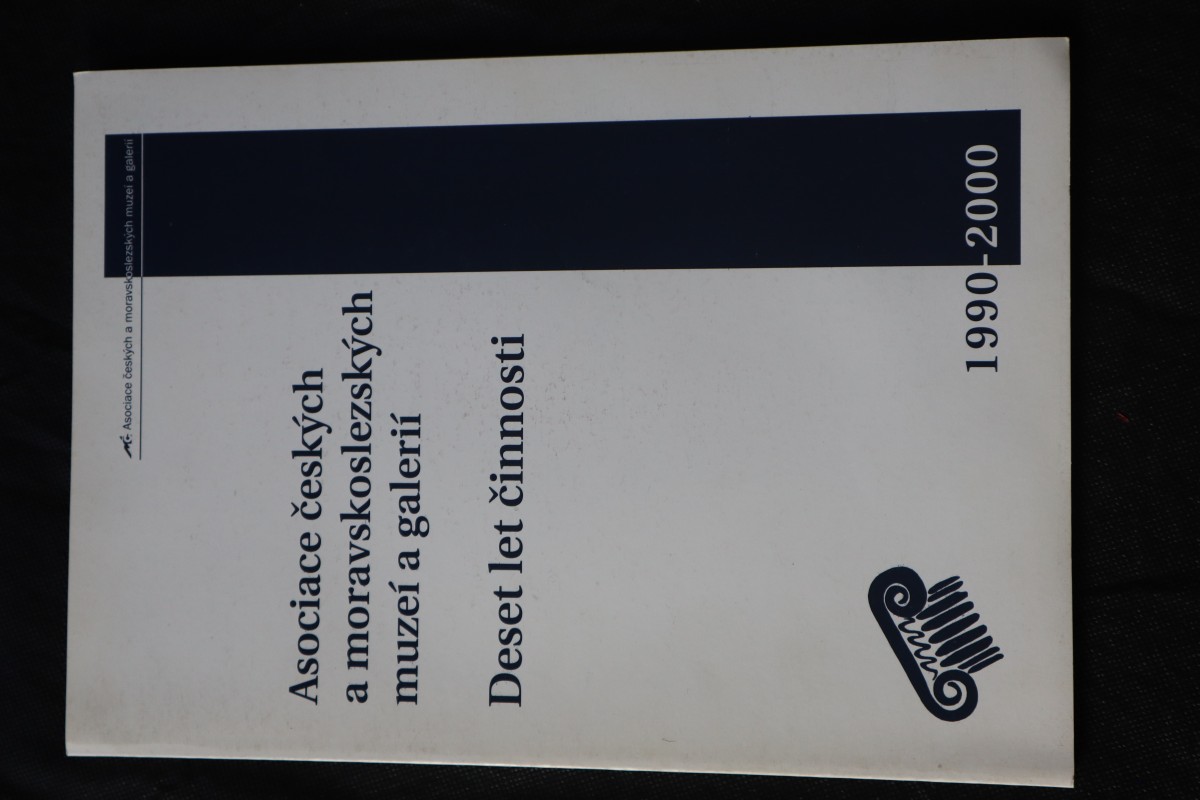 Asociace českých a moravskoslezských muzeí a galerií
Asociace českých
a moravskoslezských
muzeí a galerií
Deset let činnosti
1990-2000